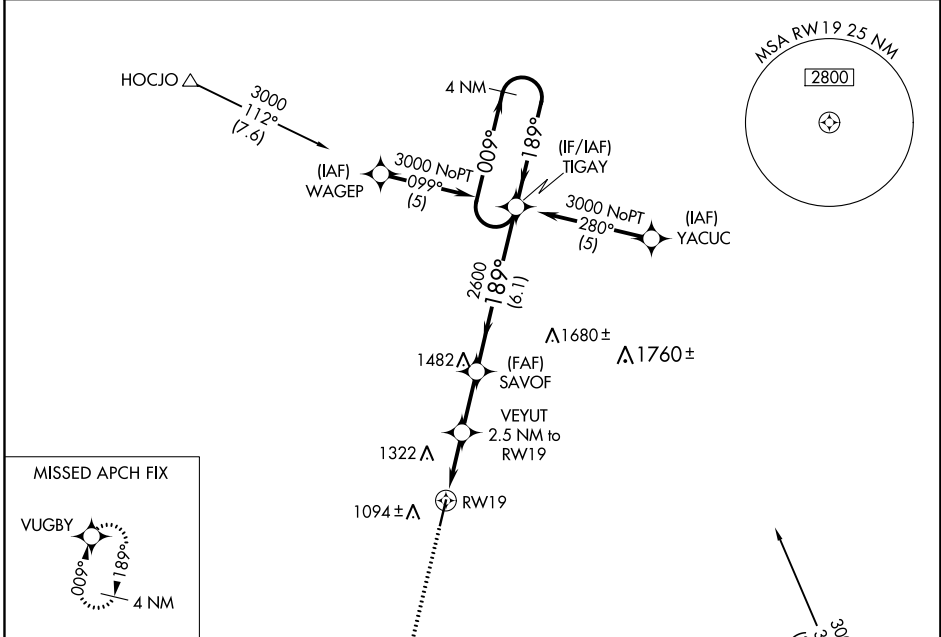 MSA RW19 25 NM
2800
HOCJO
3000
112°
(7.6)
4 NM
009°
189°
(IF/IAF)
TIGAY
(IAF)
WAGEP
3000 NoPT
099°
(5)
3000 NoPT
280°
(5)
(IAF)
YACUC
2600
189°
(6.1)
1680±
1760±
1482
(FAF)
SAVOF
VEYUT
2.5 NM to
RW19
1322
1094±
RW19
MISSED APCH FIX
VUGBY
009°
189°
4 NM